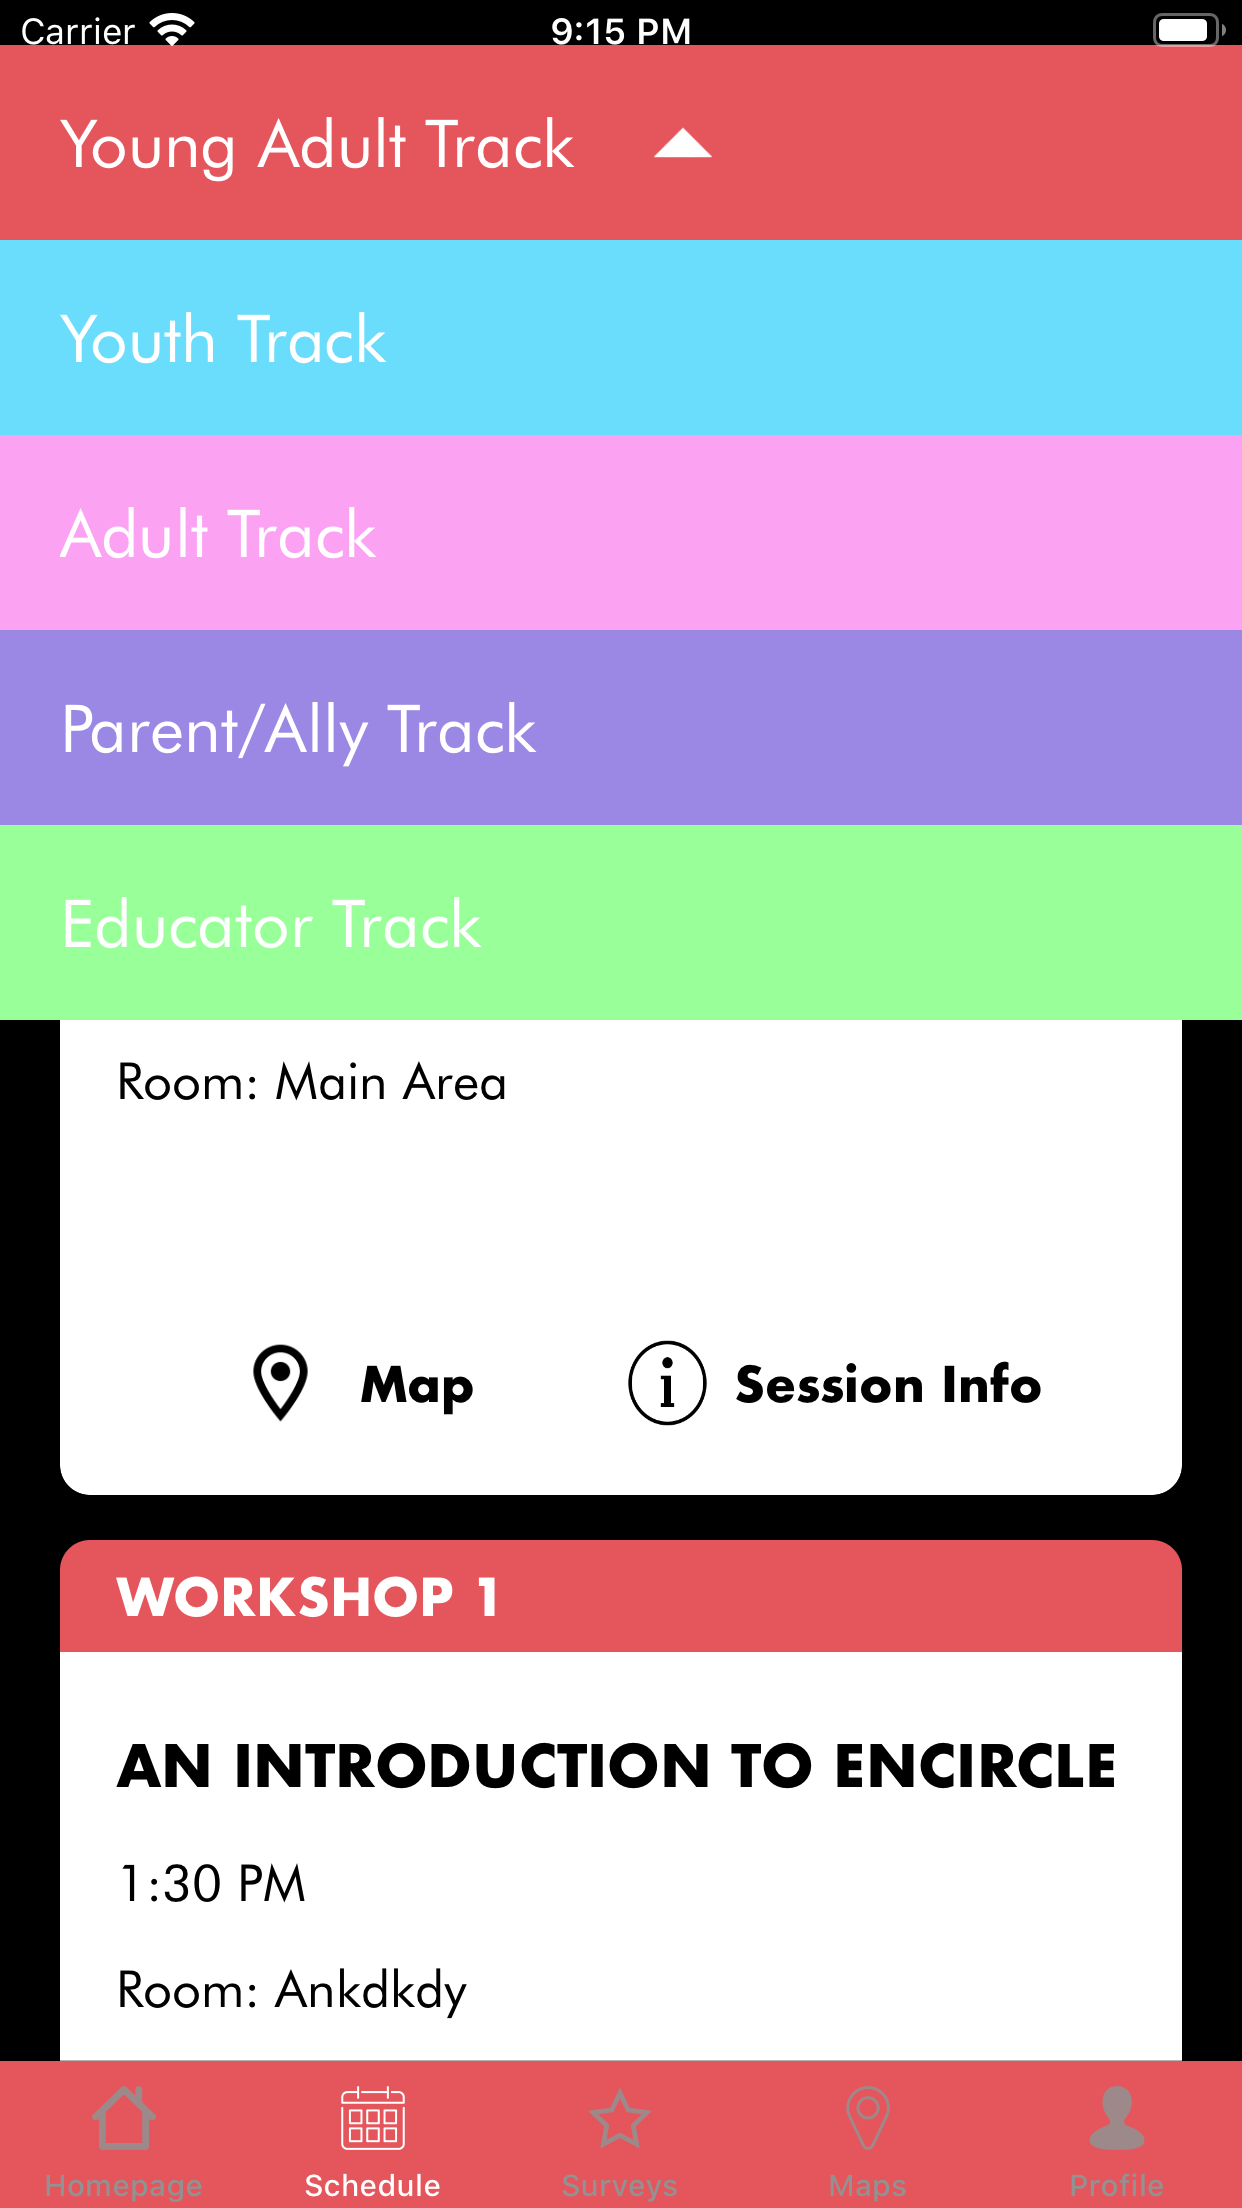 Carrier 9:15 PM
Young Adult Track
Youth Track
Adult Track
Parent/Ally Track
Educator Track
Room: Main Area
Map Session Info
WORKSHOP 1
AN INTRODUCTION TO ENCIRCLE
1:30 PM
Room: Ankdkdy
Homepage Schedule Surveys Maps Profile